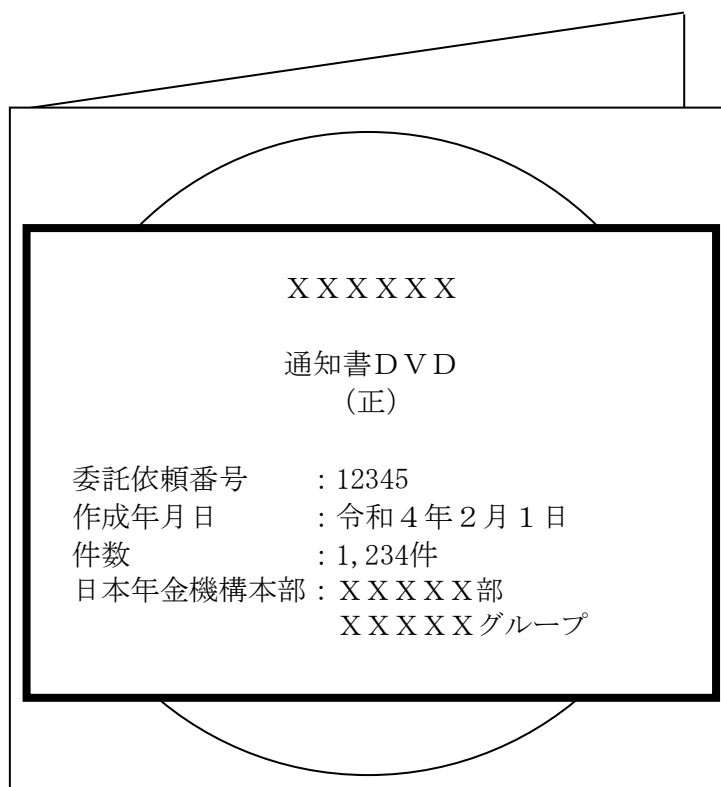 ＸＸＸＸＸＸ
通知書ＤＶＤ
（正）
委託依頼番号　　：12345
作成年月日　　　：令和４年２月１日
件数　　　　　　：1,234件
日本年金機構本部：ＸＸＸＸＸ部
ＸＸＸＸＸグループ